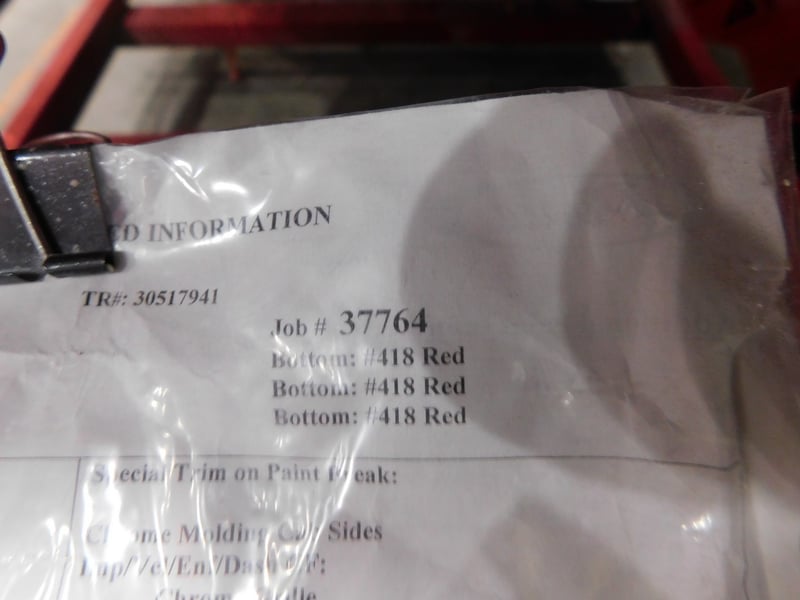 ED INFORMATION
TR#: 30517941
Job # 37764
Bottom: #418 Red
Bottom: #418 Red
Bottom: #418 Red
Special Trim on Paint Break:
Chrome Molding Cab Sides